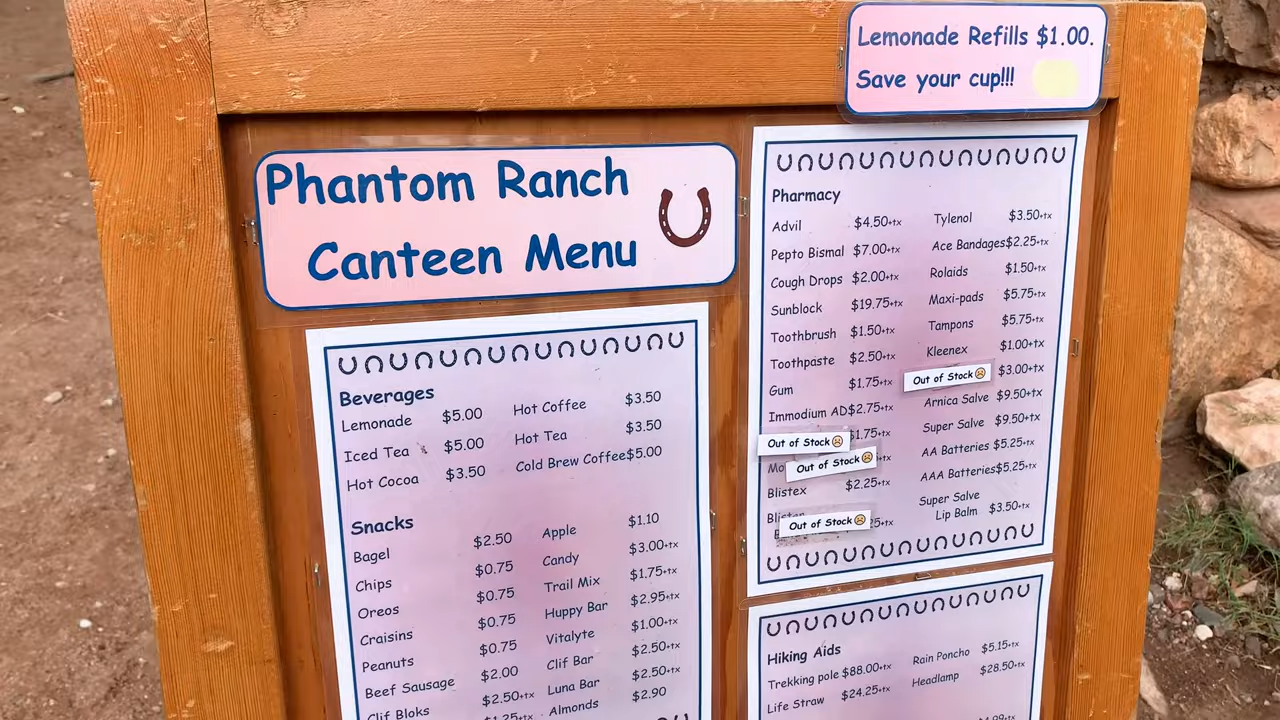 Lemonade Refills $1.00.
Save your cup!!!
Phantom Ranch
Canteen Menu
Beverages
Lemonade $5.00 Hot Coffee $3.50
Iced Tea $5.00 Hot Tea $3.50
Hot Cocoa $3.50 Cold Brew Coffee$5.00
Snacks
Bagel $2.50 Apple $1.10
Chips $0.75 Candy $3.00+tx
Oreos $0.75 Trail Mix $1.75+tx
Craisins $0.75 Huppy Bar $2.95+tx
Peanuts $0.75 Vitalyte $1.00+tx
Beef Sausage $2.00 Clif Bar $2.50+tx
Clif Bloks $2.50+tx Luna Bar $2.50+tx
$1.25+tx Almonds $2.90
Pharmacy
Advil $4.50+tx Tylenol $3.50+tx
Pepto Bismal $7.00+tx Ace Bandages$2.25+tx
Cough Drops $2.00+tx Rolaids $1.50+tx
Sunblock $19.75+tx Maxi-pads $5.75+tx
Toothbrush $1.50+tx Tampons $5.75+tx
Toothpaste $2.50+tx Kleenex $1.00+tx
Gum $1.75+tx Out of Stock $3.00+tx
Immodium AD$2.75+tx Arnica Salve $9.50+tx
Out of Stock $1.75+tx Super Salve $9.50+tx
Out of Stock +tx AA Batteries $5.25+tx
Blistex $2.25+tx AAA Batteries$5.25+tx
Out of Stock Super Salve
Lip Balm $3.50+tx
Hiking Aids
Trekking pole $88.00+tx Rain Poncho $5.15+tx
Life Straw $24.25+tx Headlamp $28.50+tx